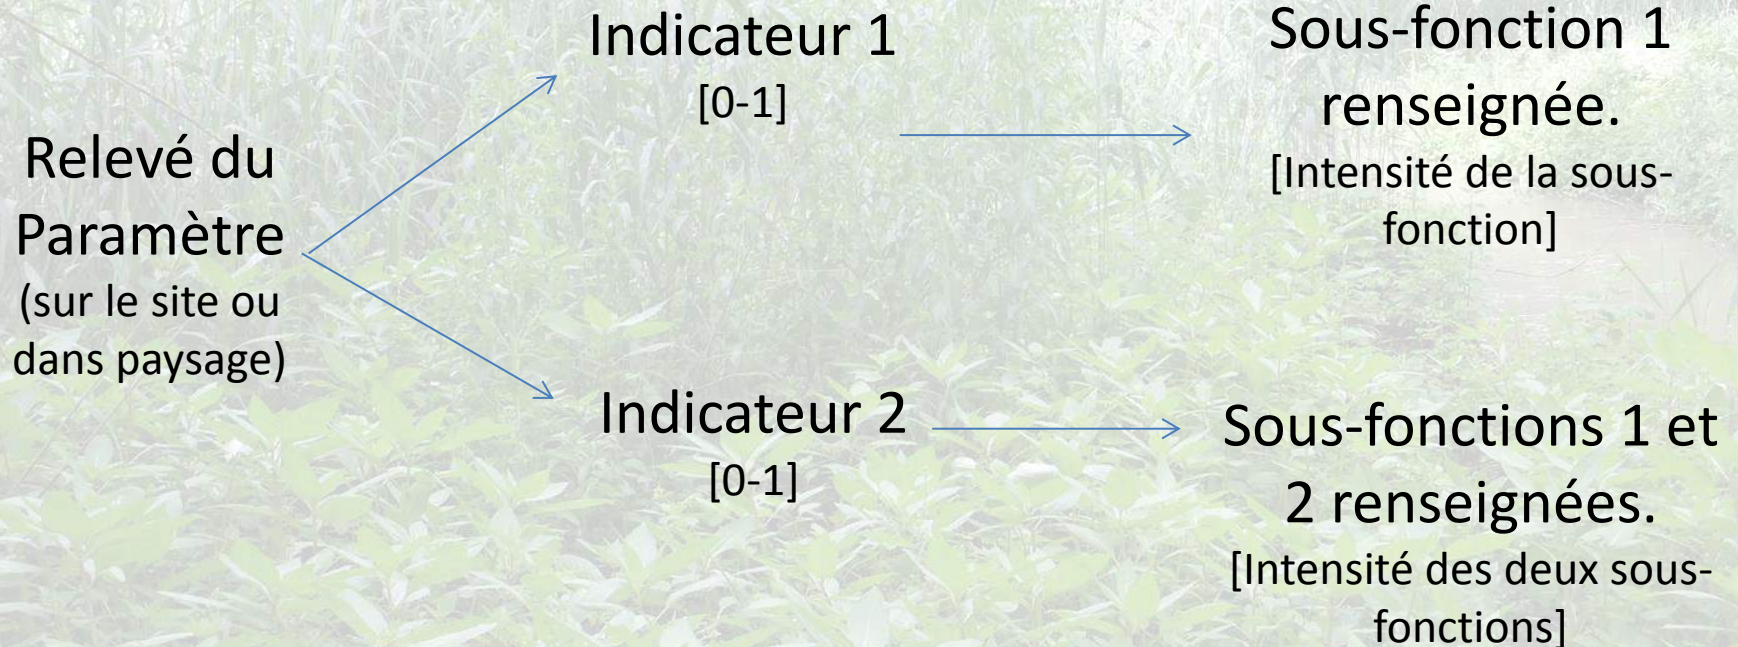 Relevé du
Paramètre
(sur le site ou
dans paysage)
Indicateur 1
[0-1]
Sous-fonction 1
renseignée.
[Intensité de la sous-
fonction]
Indicateur 2
[0-1]
Sous-fonctions 1 et
2 renseignées.
[Intensité des deux sous-
fonctions]